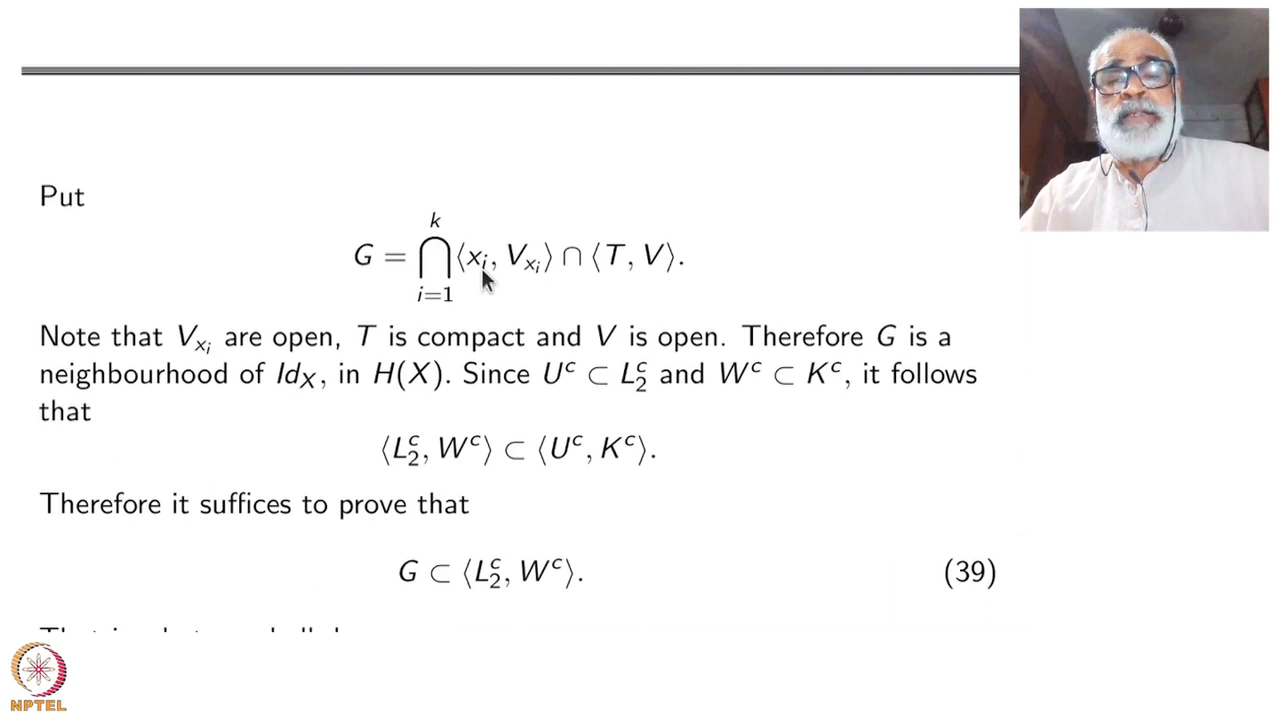 Put
G = ⋂_{i=1}^{k} ⟨x_i, V_{x_i}⟩ ∩ ⟨T, V⟩.
Note that V_{x_i} are open, T is compact and V is open. Therefore G is a
neighbourhood of Id_X, in H(X). Since U^c ⊂ L_2^c and W^c ⊂ K^c, it follows
that
⟨L_2^c, W^c⟩ ⊂ ⟨U^c, K^c⟩.
Therefore it suffices to prove that
G ⊂ ⟨L_2^c, W^c⟩. (39)
NPTEL